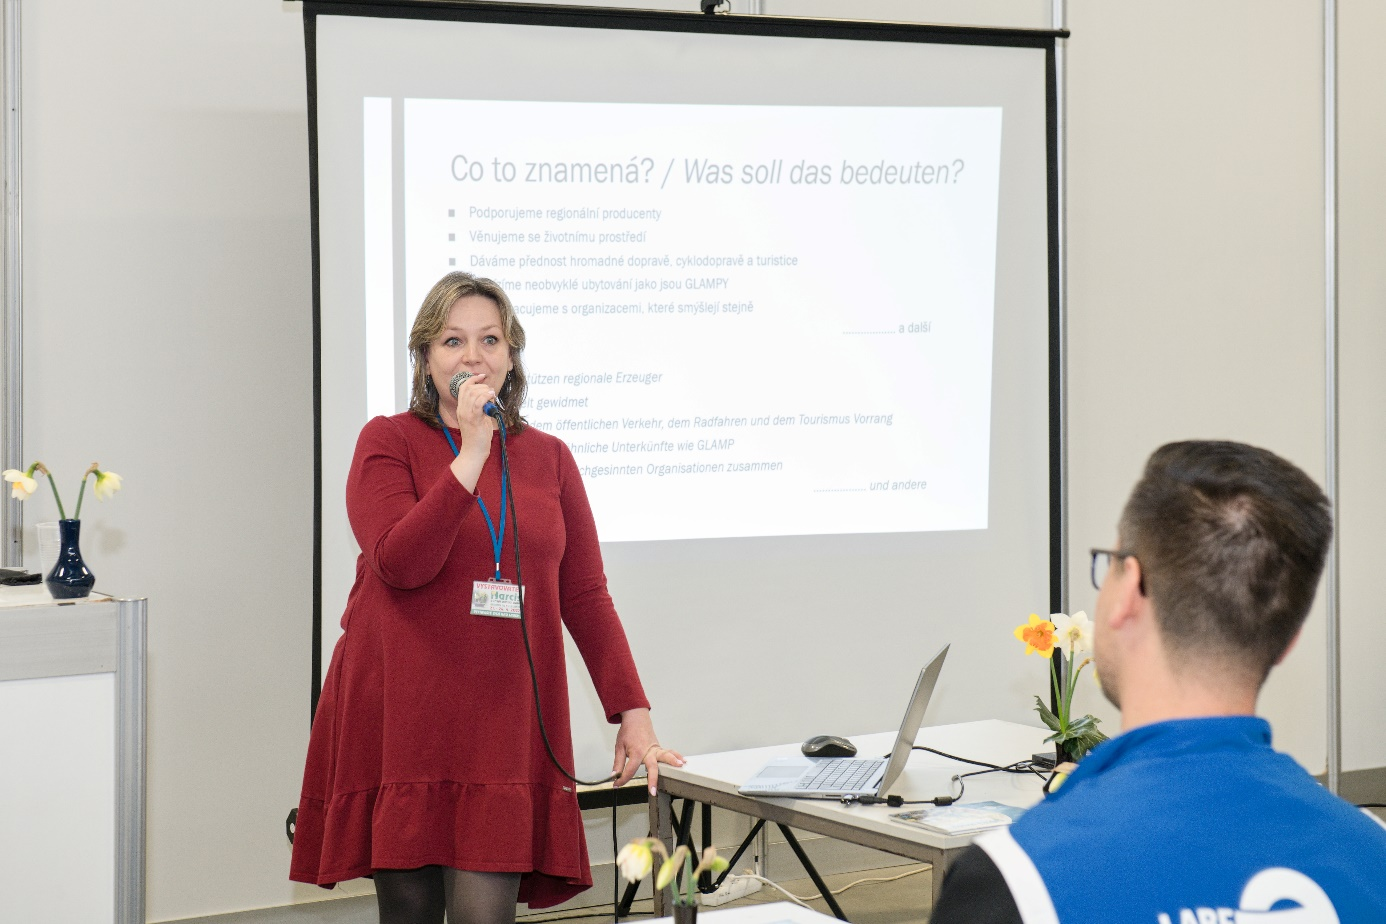 Co to znamená? / Was soll das bedeuten?
Podporujeme regionální producenty
Věnujeme se životnímu prostředí
Dáváme přednost hromadné dopravě, cyklodopravě a turistice
neobvyklé ubytování jako jsou GLAMPY
s organizacemi, které smýšlejí stejně
.................. a další
regionale Erzeuger
gewidmet
dem öffentlichen Verkehr, dem Radfahren und dem Tourismus Vorrang
Unterkünfte wie GLAMP
Organisationen zusammen
.................. und andere